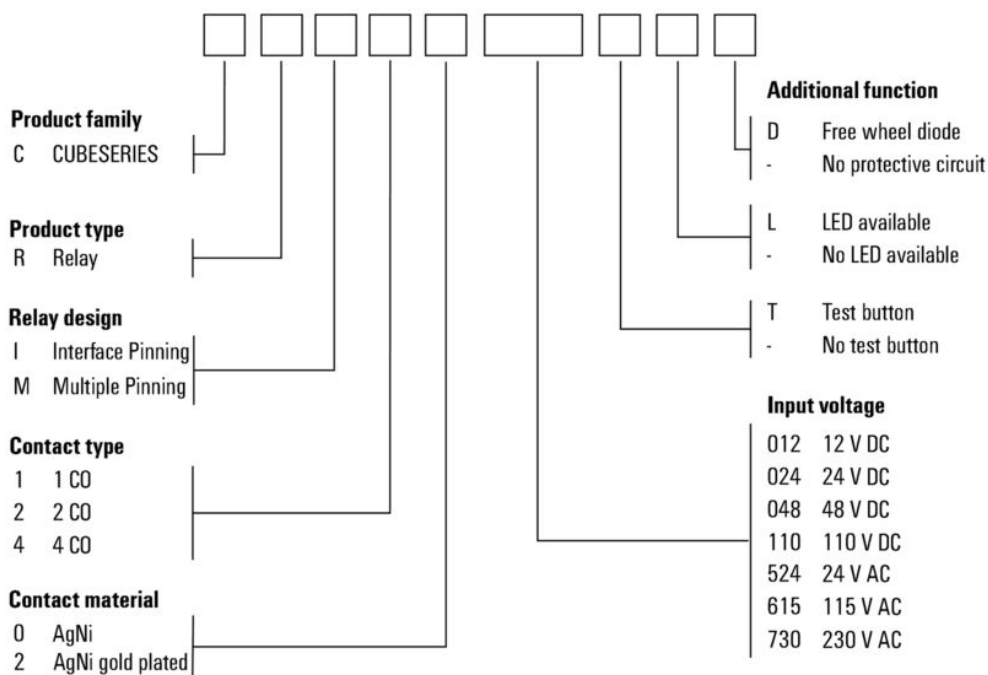 Product family
C CUBESERIES
Product type
R Relay
Relay design
I Interface Pinning
M Multiple Pinning
Contact type
1 1 CO
2 2 CO
4 4 CO
Contact material
0 AgNi
2 AgNi gold plated
Additional function
D Free wheel diode
- No protective circuit
L LED available
- No LED available
T Test button
- No test button
Input voltage
012 12 V DC
024 24 V DC
048 48 V DC
110 110 V DC
524 24 V AC
615 115 V AC
730 230 V AC